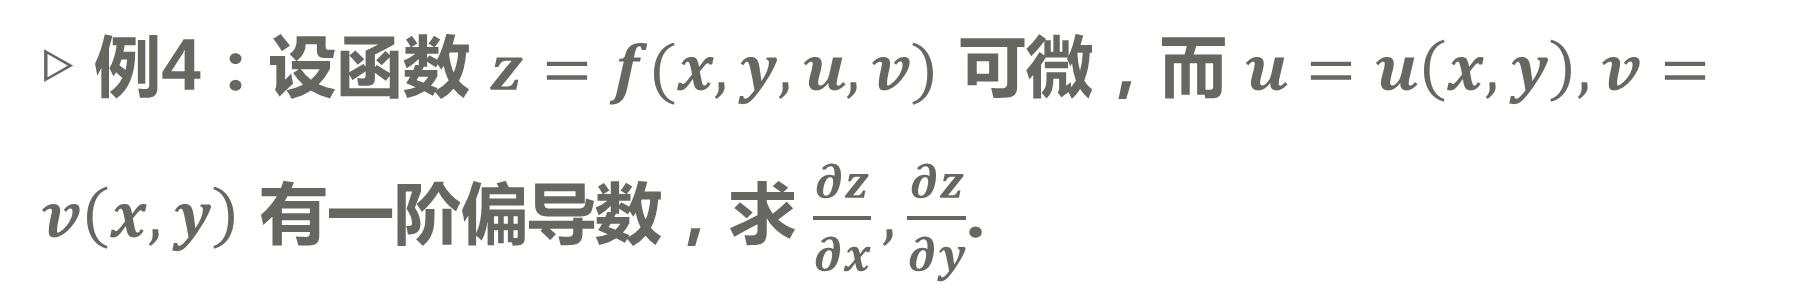 ▷ 例4：设函数 z = f(x, y, u, v) 可微，而 u = u(x, y), v =
v(x, y) 有一阶偏导数，求 ∂z/∂x, ∂z/∂y.